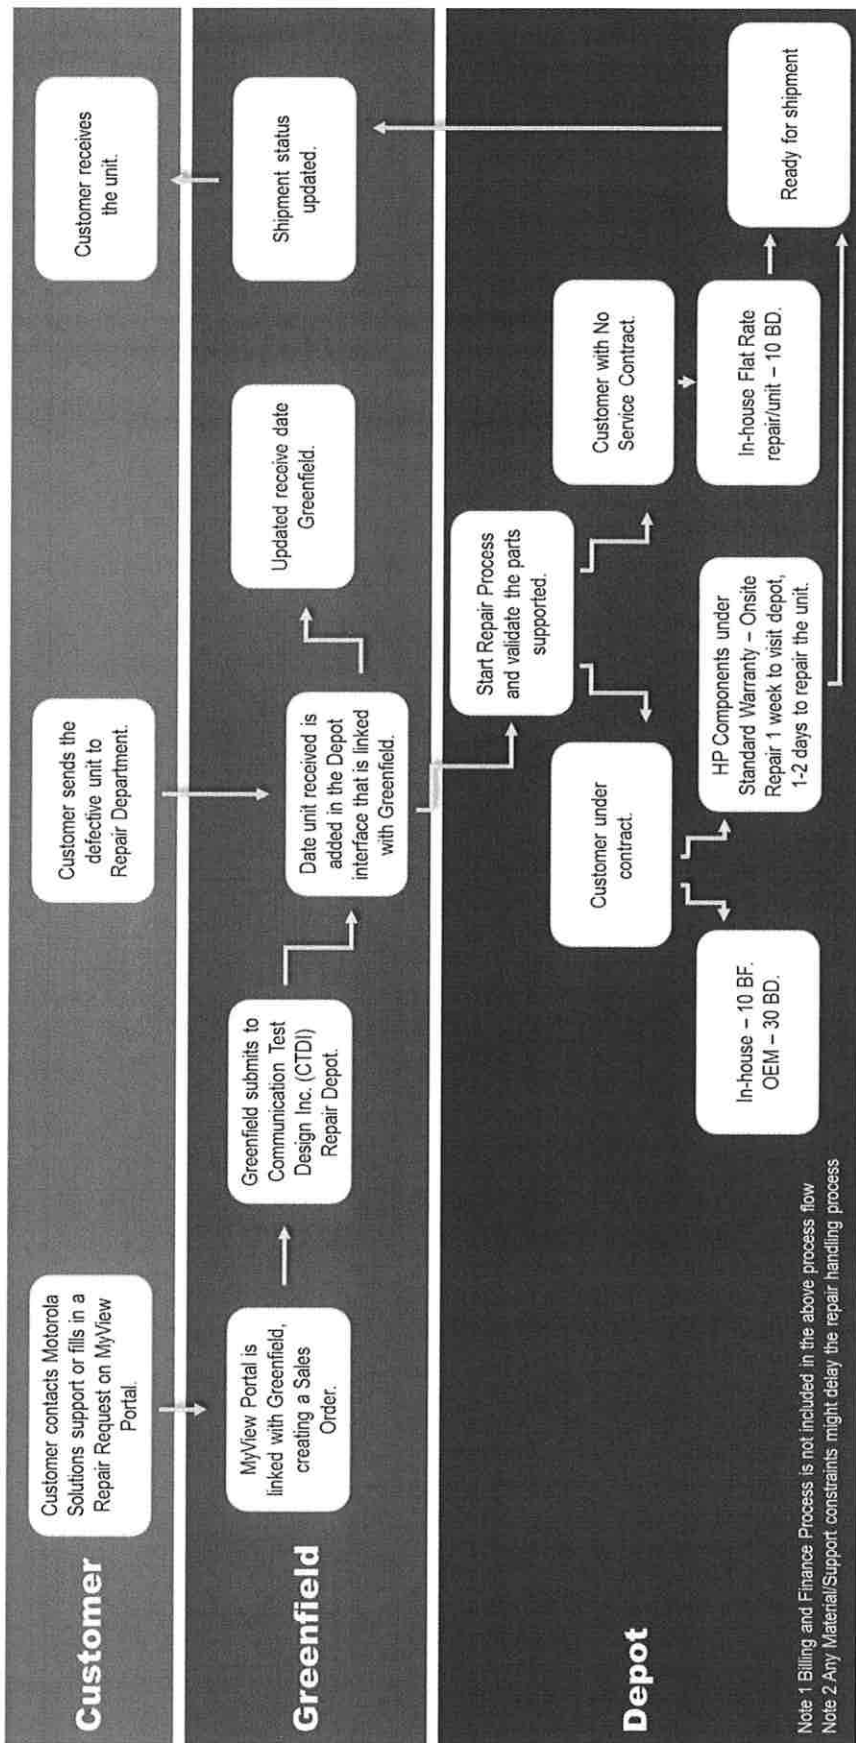 Customer
Customer contacts Motorola
Solutions support or fills in a
Repair Request on MyView
Portal.
Customer sends the
defective unit to
Repair Department.
Customer receives
the unit.
Greenfield
MyView Portal is
linked with Greenfield,
creating a Sales
Order.
Greenfield submits to
Communication Test
Design Inc. (CTDI)
Repair Depot.
Date unit received is
added in the Depot
interface that is linked
with Greenfield.
Updated receive date
Greenfield.
Shipment status
updated.
Depot
Start Repair Process
and validate the parts
supported.
Customer under
contract.
Customer with No
Service Contract.
In-house – 10 BF.
OEM – 30 BD.
HP Components under
Standard Warranty – Onsite
Repair 1 week to visit depot,
1-2 days to repair the unit.
In-house Flat Rate
repair/unit – 10 BD.
Ready for shipment
Note 1 Billing and Finance Process is not included in the above process flow
Note 2 Any Material/Support constraints might delay the repair handling process